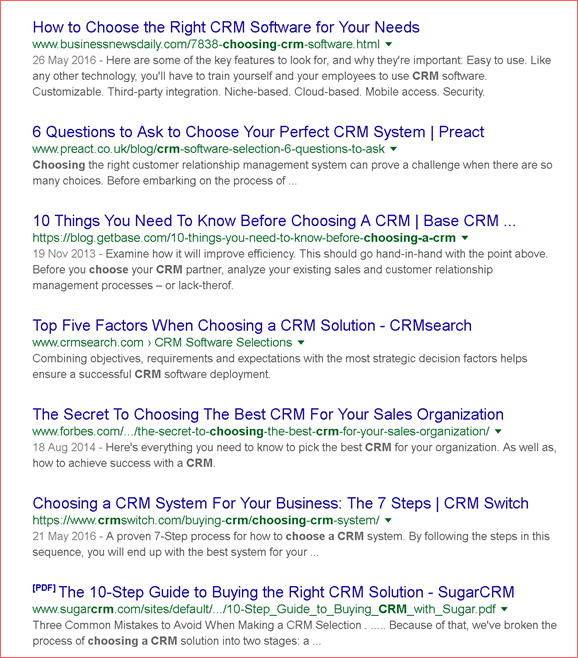 How to Choose the Right CRM Software for Your Needs
www.businessnewsdaily.com/7838-choosing-crm-software.html
26 May 2016 - Here are some of the key features to look for, and why they're important: Easy to use. Like
any other technology, you'll have to train yourself and your employees to use CRM software.
Customizable. Third-party integration. Niche-based. Cloud-based. Mobile access. Security.
6 Questions to Ask to Choose Your Perfect CRM System | Preact
www.preact.co.uk/blog/crm-software-selection-6-questions-to-ask
Choosing the right customer relationship management system can prove a challenge when there are so
many choices. Before embarking on the process of ...
10 Things You Need To Know Before Choosing A CRM | Base CRM ...
https://blog.getbase.com/10-things-you-need-to-know-before-choosing-a-crm
19 Nov 2013 - Examine how it will improve efficiency. This should go hand-in-hand with the point above.
Before you choose your CRM partner, analyze your existing sales and customer relationship
management processes – or lack-therof.
Top Five Factors When Choosing a CRM Solution - CRMsearch
www.crmsearch.com › CRM Software Selections
Combining objectives, requirements and expectations with the most strategic decision factors helps
ensure a successful CRM software deployment.
The Secret To Choosing The Best CRM For Your Sales Organization
www.forbes.com/.../the-secret-to-choosing-the-best-crm-for-your-sales-organization/
18 Aug 2014 - Here's everything you need to know to pick the best CRM for your organization. As well as,
how to achieve success with a CRM.
Choosing a CRM System For Your Business: The 7 Steps | CRM Switch
https://www.crmswitch.com/buying-crm/choosing-crm-system/
21 May 2016 - A proven 7-Step process for how to choose a CRM system. By following the steps in this
sequence, you will end up with the best system for your ...
[PDF] The 10-Step Guide to Buying the Right CRM Solution - SugarCRM
www.sugarcrm.com/sites/default/.../10-Step_Guide_to_Buying_CRM_with_Sugar.pdf
Three Common Mistakes to Avoid When Making a CRM Selection . ..... Because of that, we've broken the
process of choosing a CRM solution into two stages: a ...